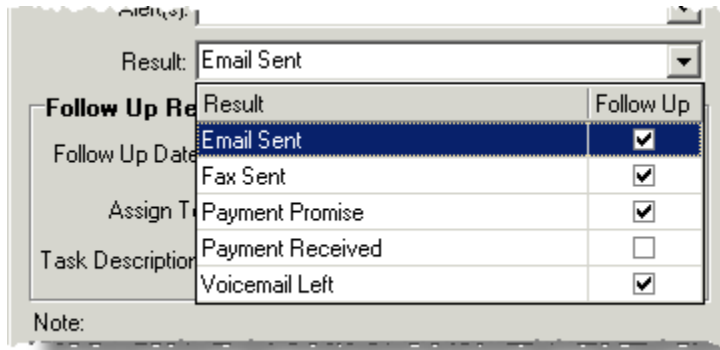 Alert(s):
Result: Email Sent
Result Follow Up
Follow Up Re
Email Sent
Follow Up Date
Fax Sent
Assign T
Payment Promise
Payment Received
Task Description
Voicemail Left
Note: